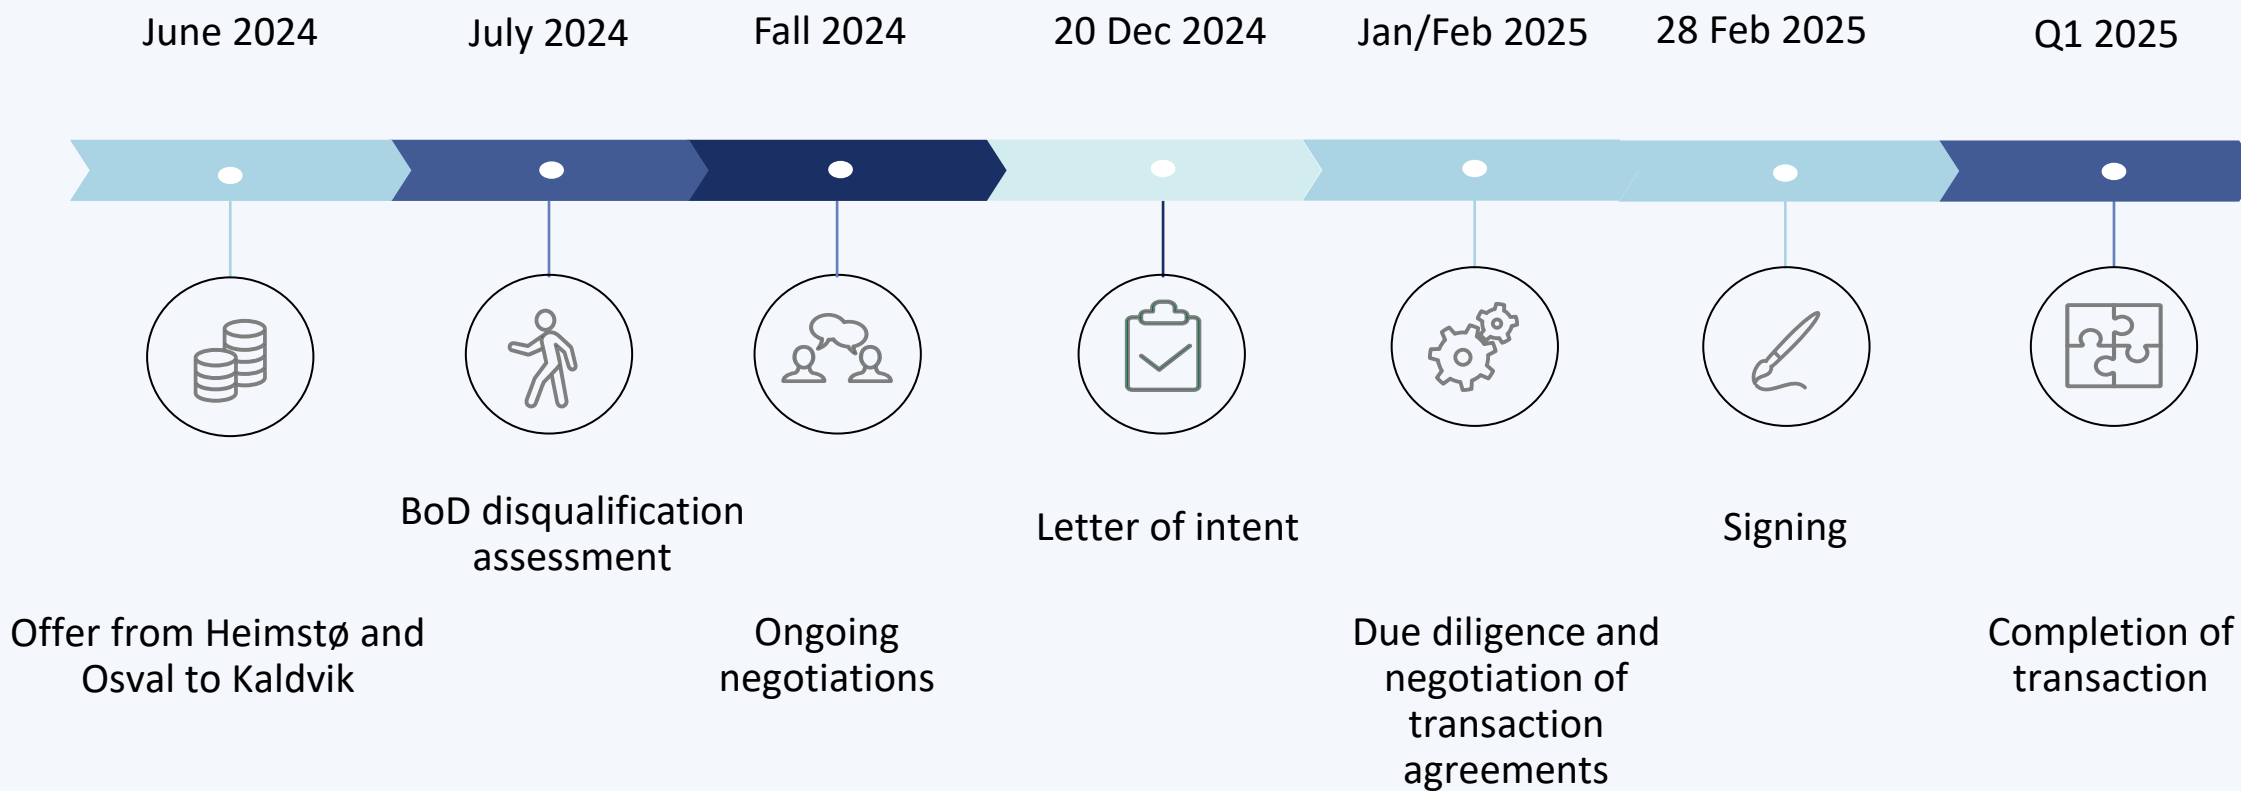 June 2024
July 2024
Fall 2024
20 Dec 2024
Jan/Feb 2025
28 Feb 2025
Q1 2025
Offer from Heimstø and
Osval to Kaldvik
BoD disqualification
assessment
Ongoing
negotiations
Letter of intent
Due diligence and
negotiation of
transaction
agreements
Signing
Completion of
transaction